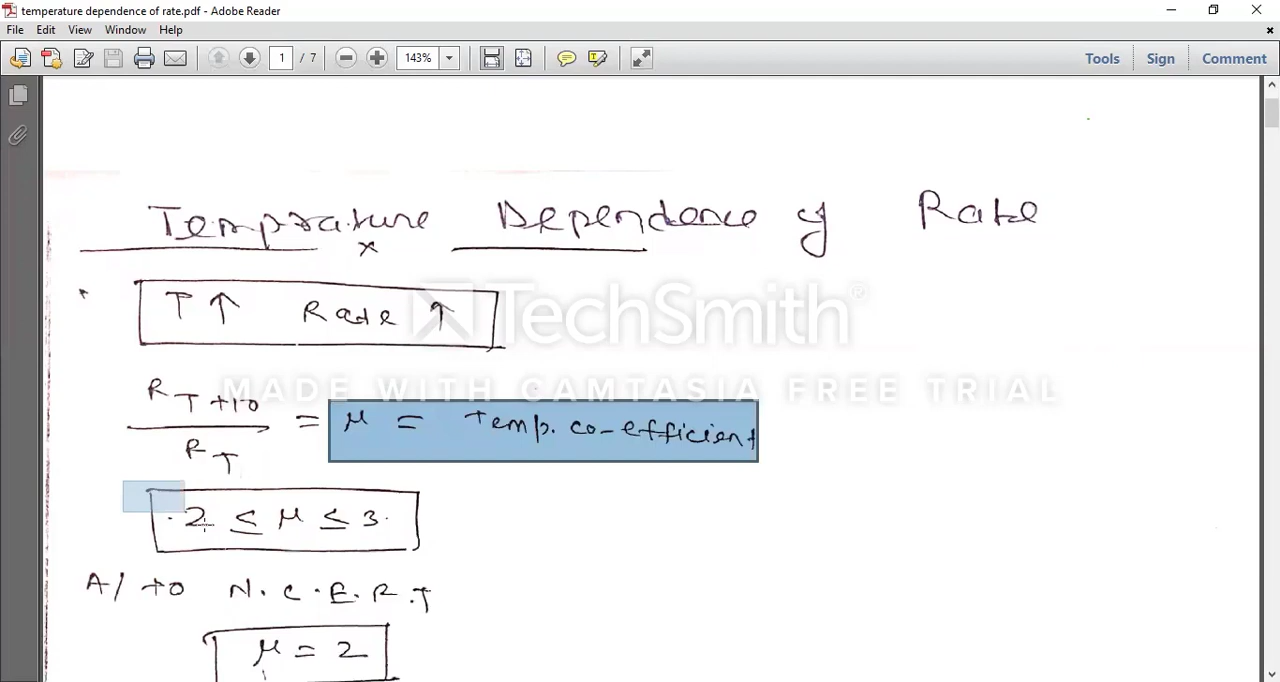 temperature dependence of rate.pdf - Adobe Reader
File Edit View Window Help
1 / 7 143% Tools Sign Comment
Temprature Dependence of Rate
T ↑ Rate ↑
TechSmith®
MADE WITH CAMTASIA FREE TRIAL
R T+10 / R T = μ = Temp. co-efficient
2 ≤ μ ≤ 3.
A/ to N.C.E.R.T
μ = 2